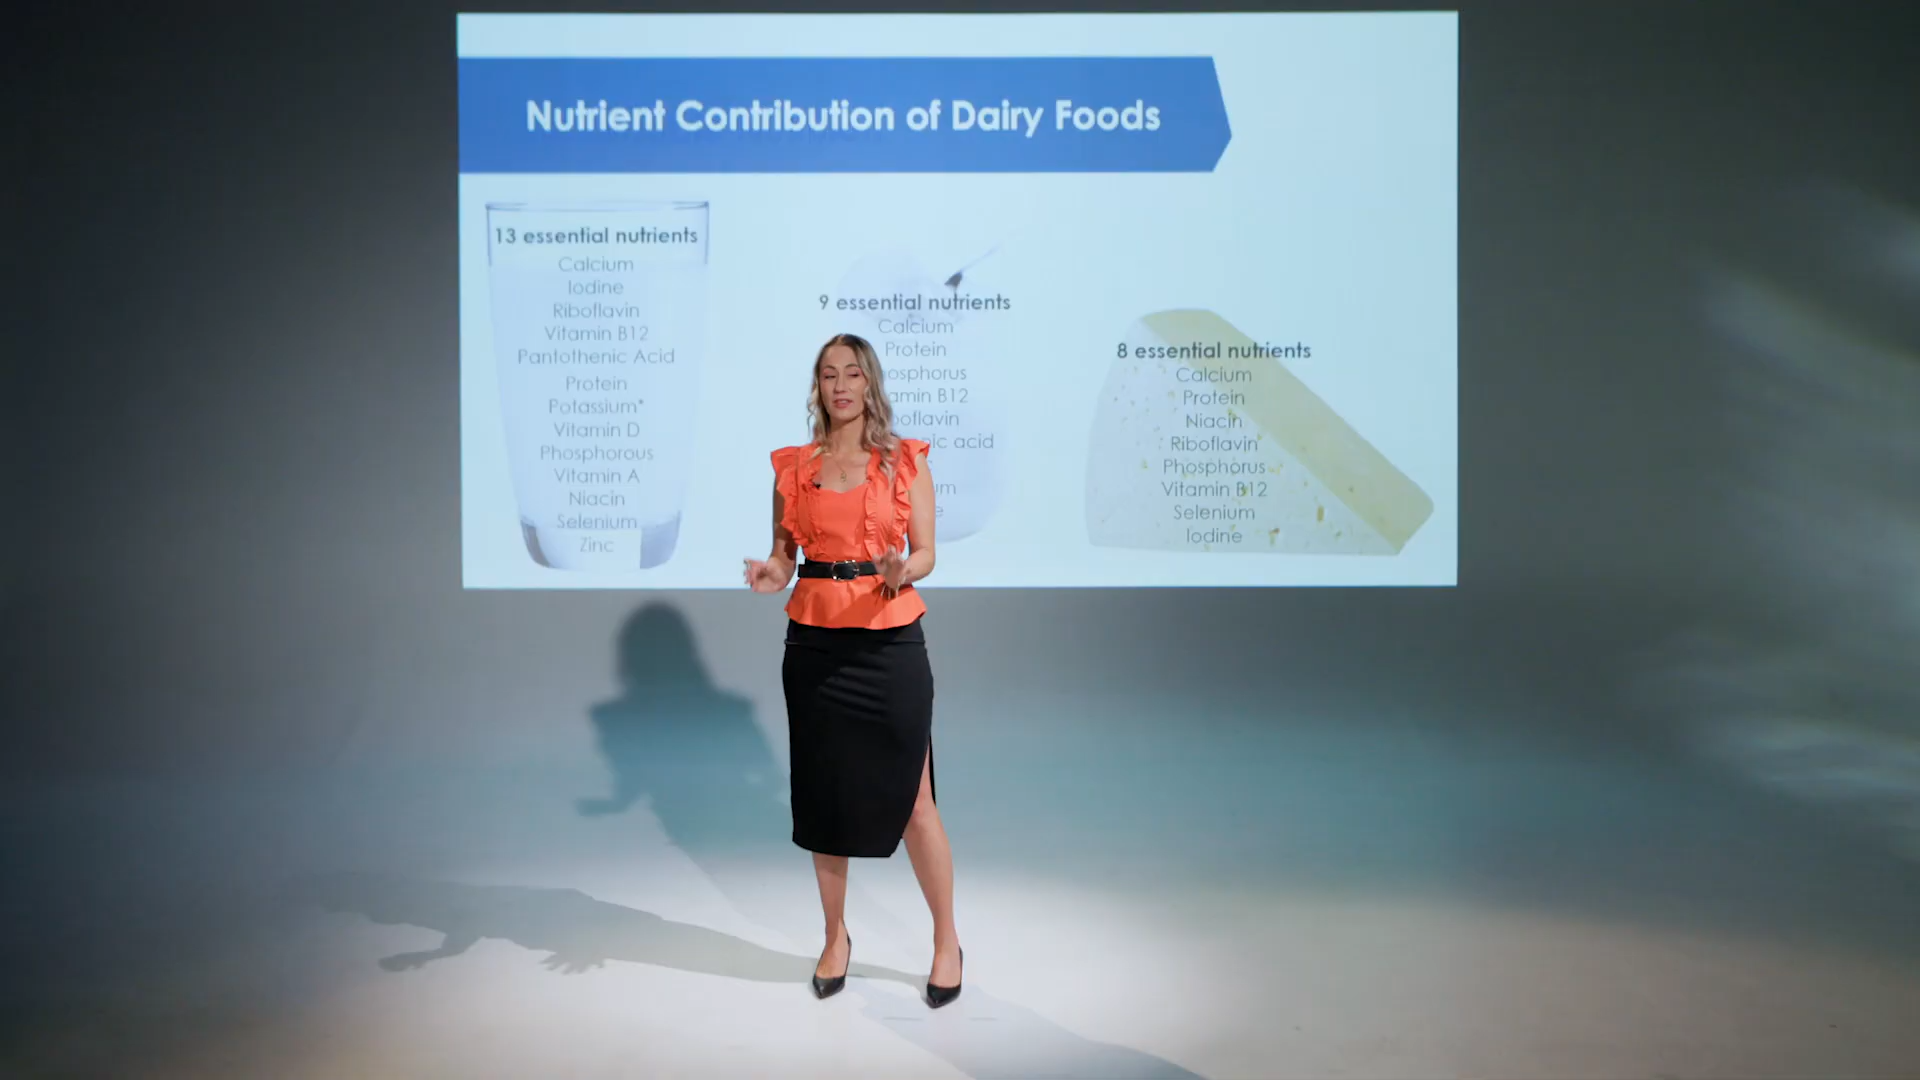 Nutrient Contribution of Dairy Foods
13 essential nutrients
Calcium
Iodine
Riboflavin
Vitamin B12
Pantothenic Acid
Protein
Potassium*
Vitamin D
Phosphorous
Vitamin A
Niacin
Selenium
Zinc
9 essential nutrients
Calcium
Protein
B12
acid
8 essential nutrients
Calcium
Protein
Niacin
Riboflavin
Phosphorus
Vitamin B12
Selenium
Iodine